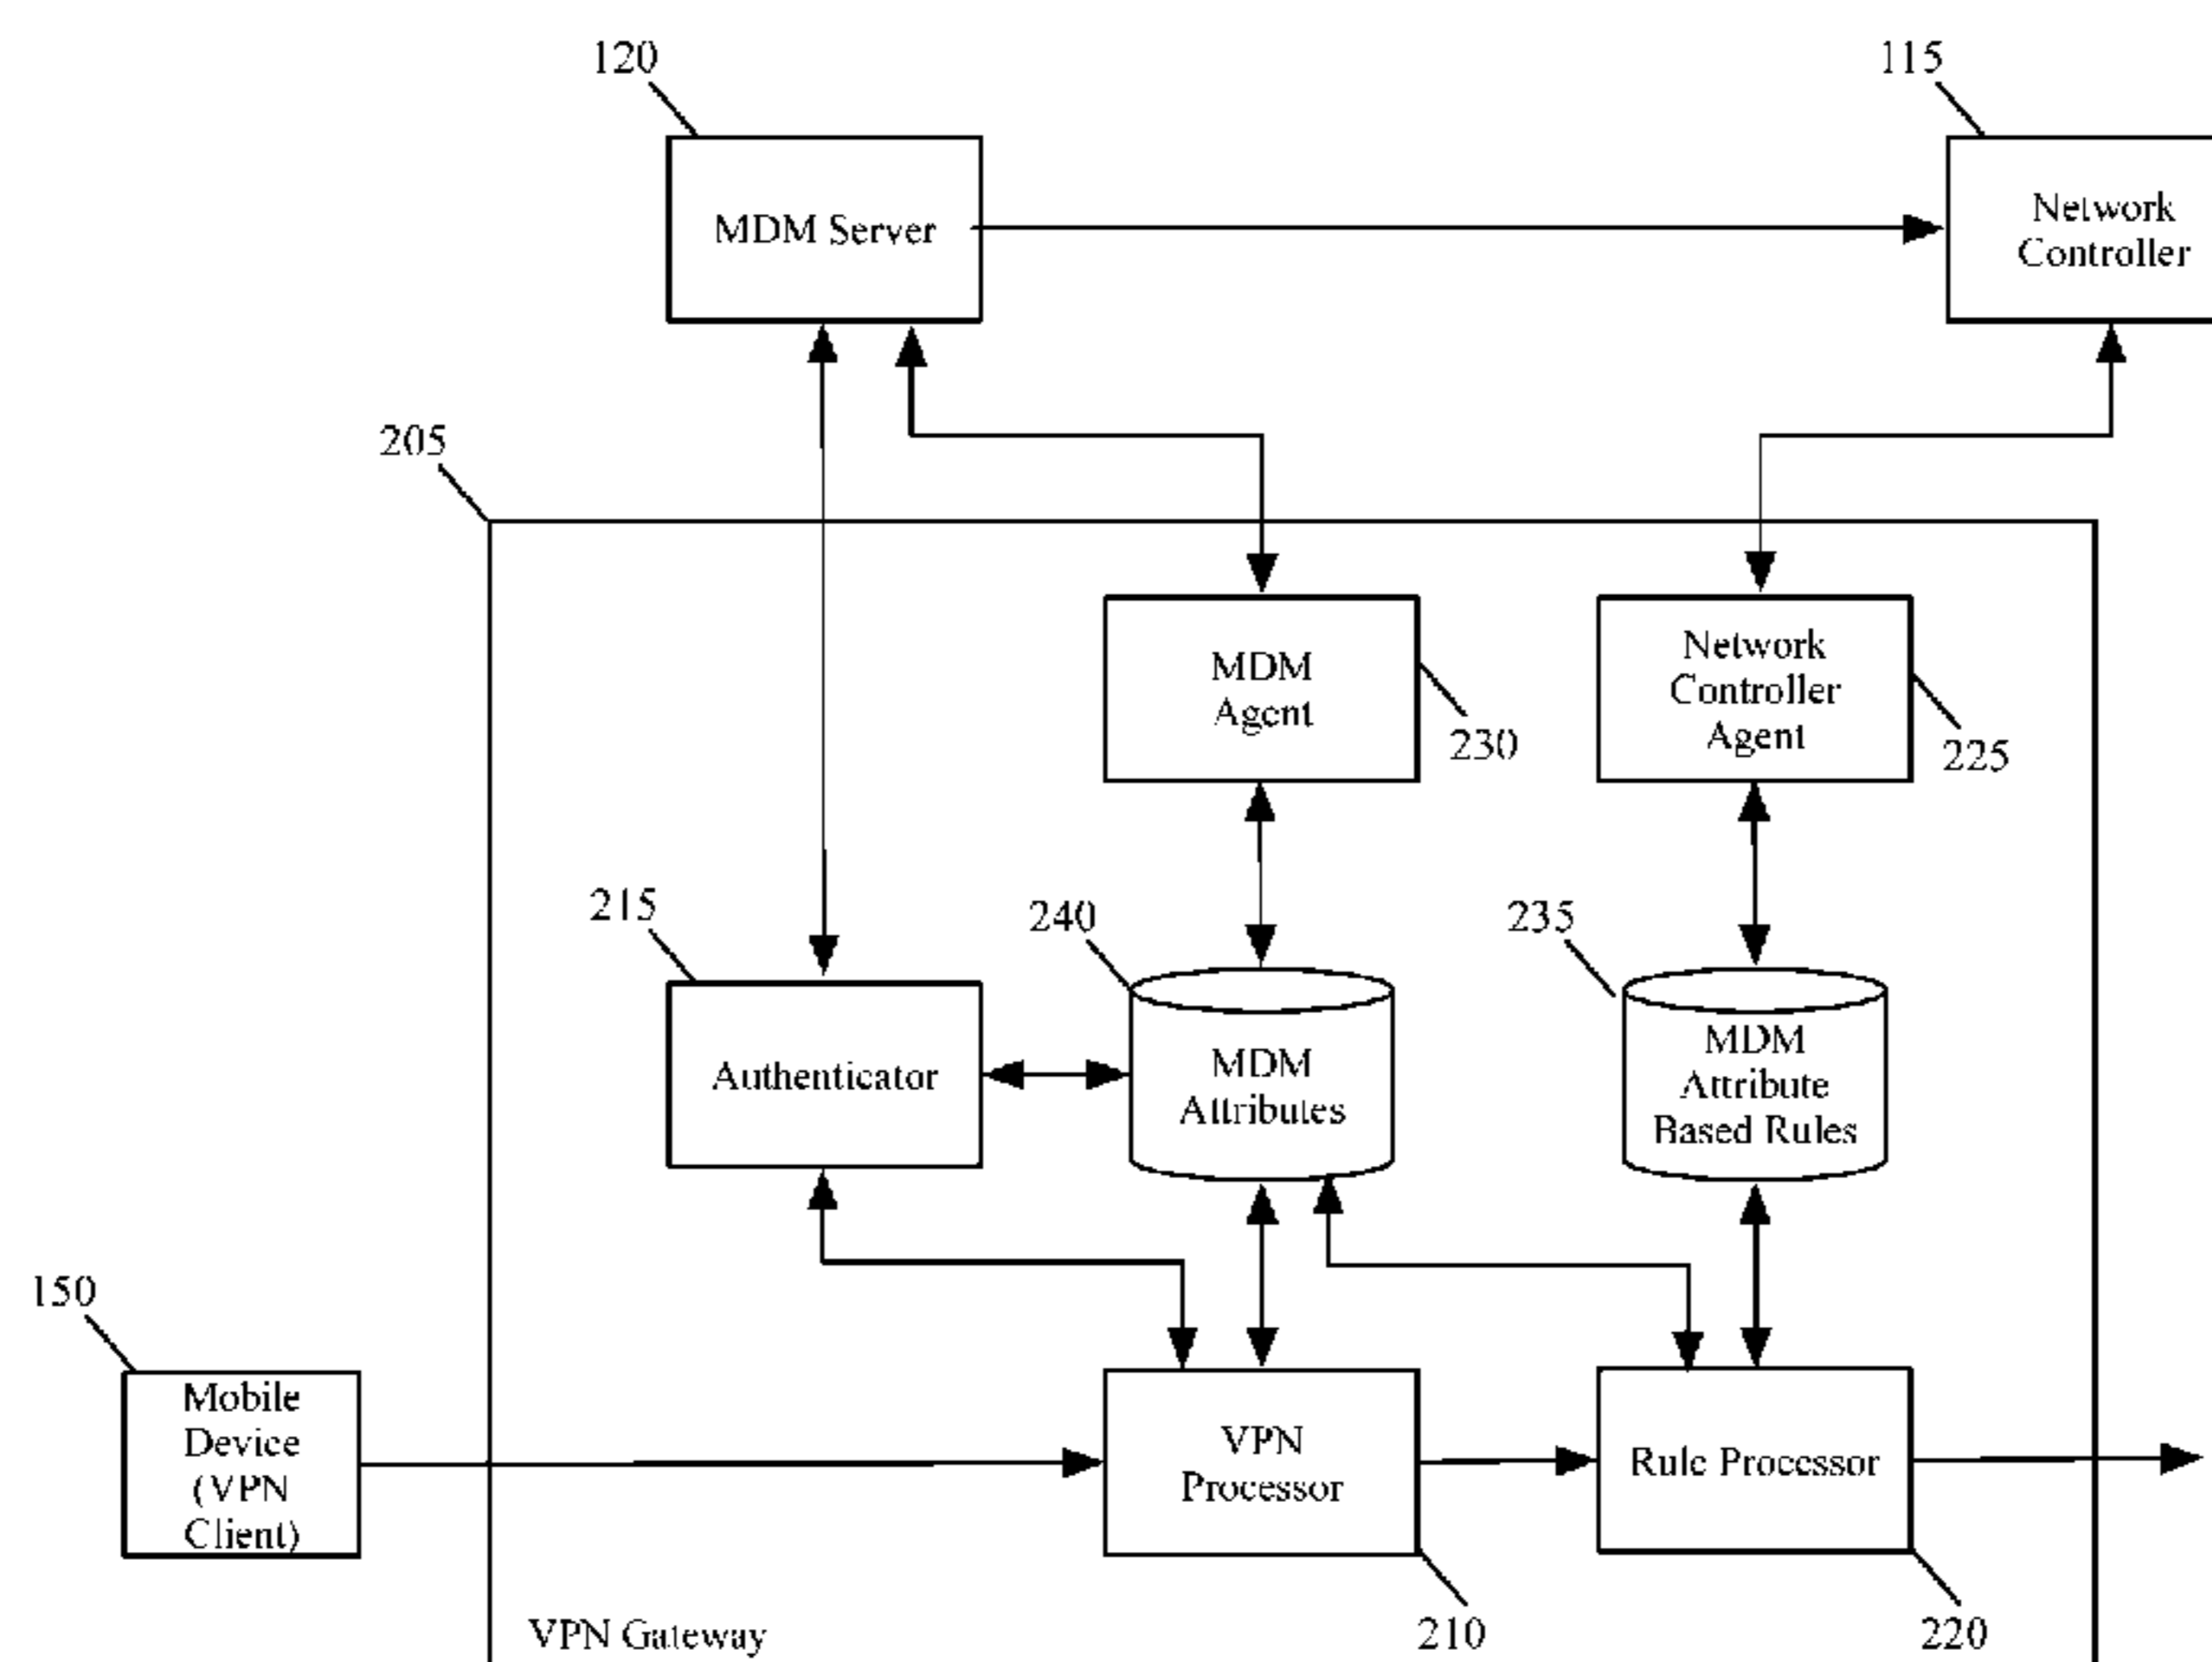 120
115
MDM Server
Network
Controller
205
MDM
Agent
230
Network
Controller
Agent
225
215
240
235
Authenticator
MDM
Attributes
MDM
Attribute
Based Rules
150
Mobile
Device
(VPN
Client)
VPN
Processor
Rule Processor
VPN Gateway
210
220